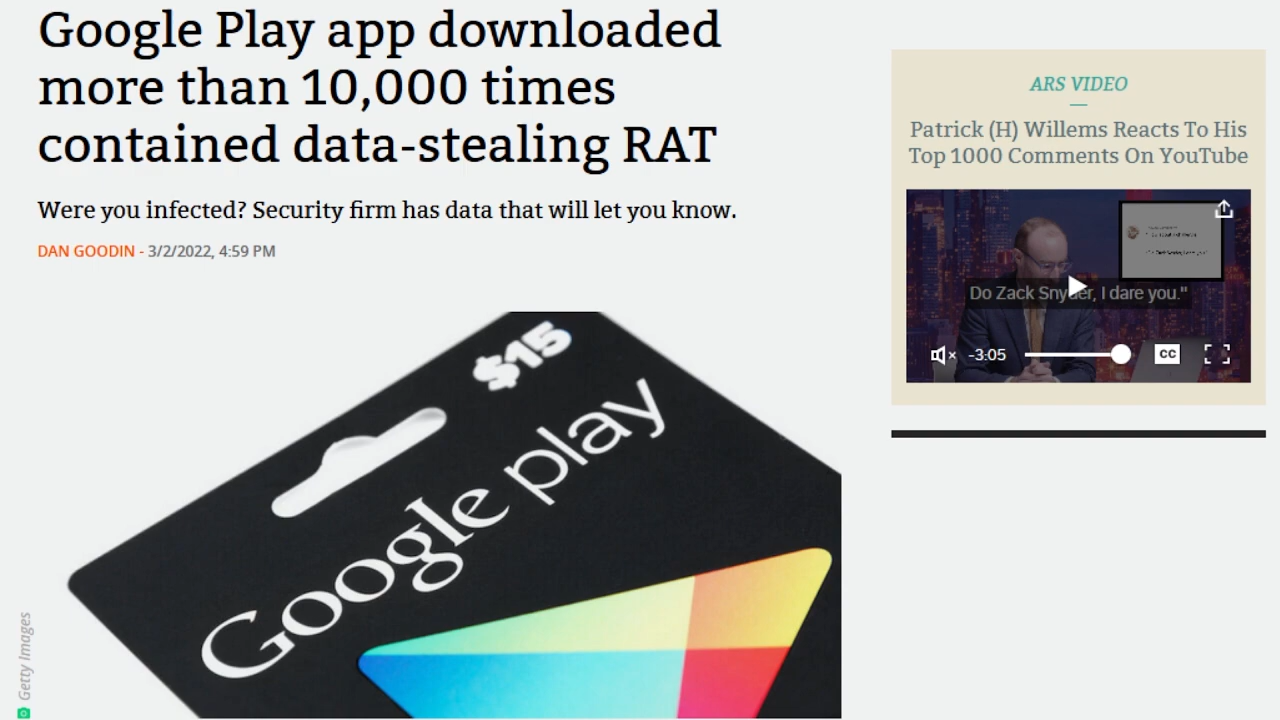 Google Play app downloaded
more than 10,000 times
contained data-stealing RAT
Were you infected? Security firm has data that will let you know.
DAN GOODIN - 3/2/2022, 4:59 PM
$15
Google play
Getty Images
ARS VIDEO
Patrick (H) Willems Reacts To His
Top 1000 Comments On YouTube
Do Zack Snyder, I dare you."
-3:05
CC